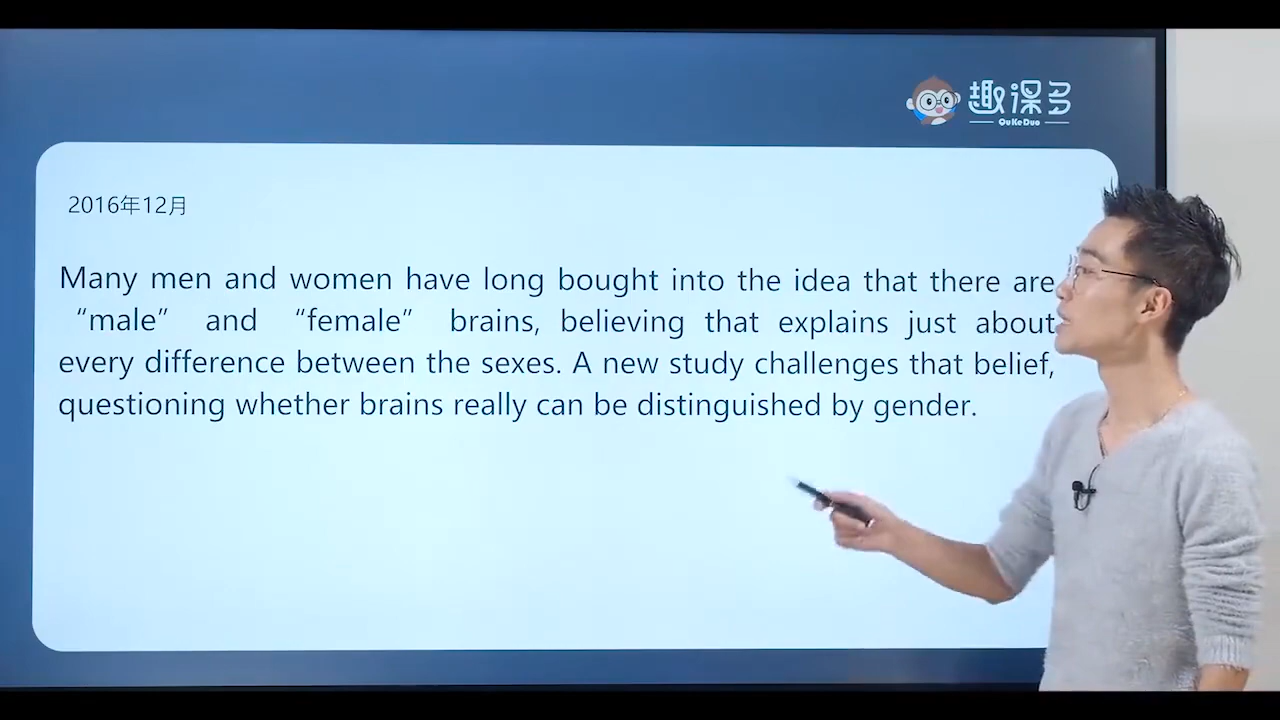 趣课多
QuKeDuo
2016年12月
Many men and women have long bought into the idea that there are
“male” and “female” brains, believing that explains just about
every difference between the sexes. A new study challenges that belief,
questioning whether brains really can be distinguished by gender.